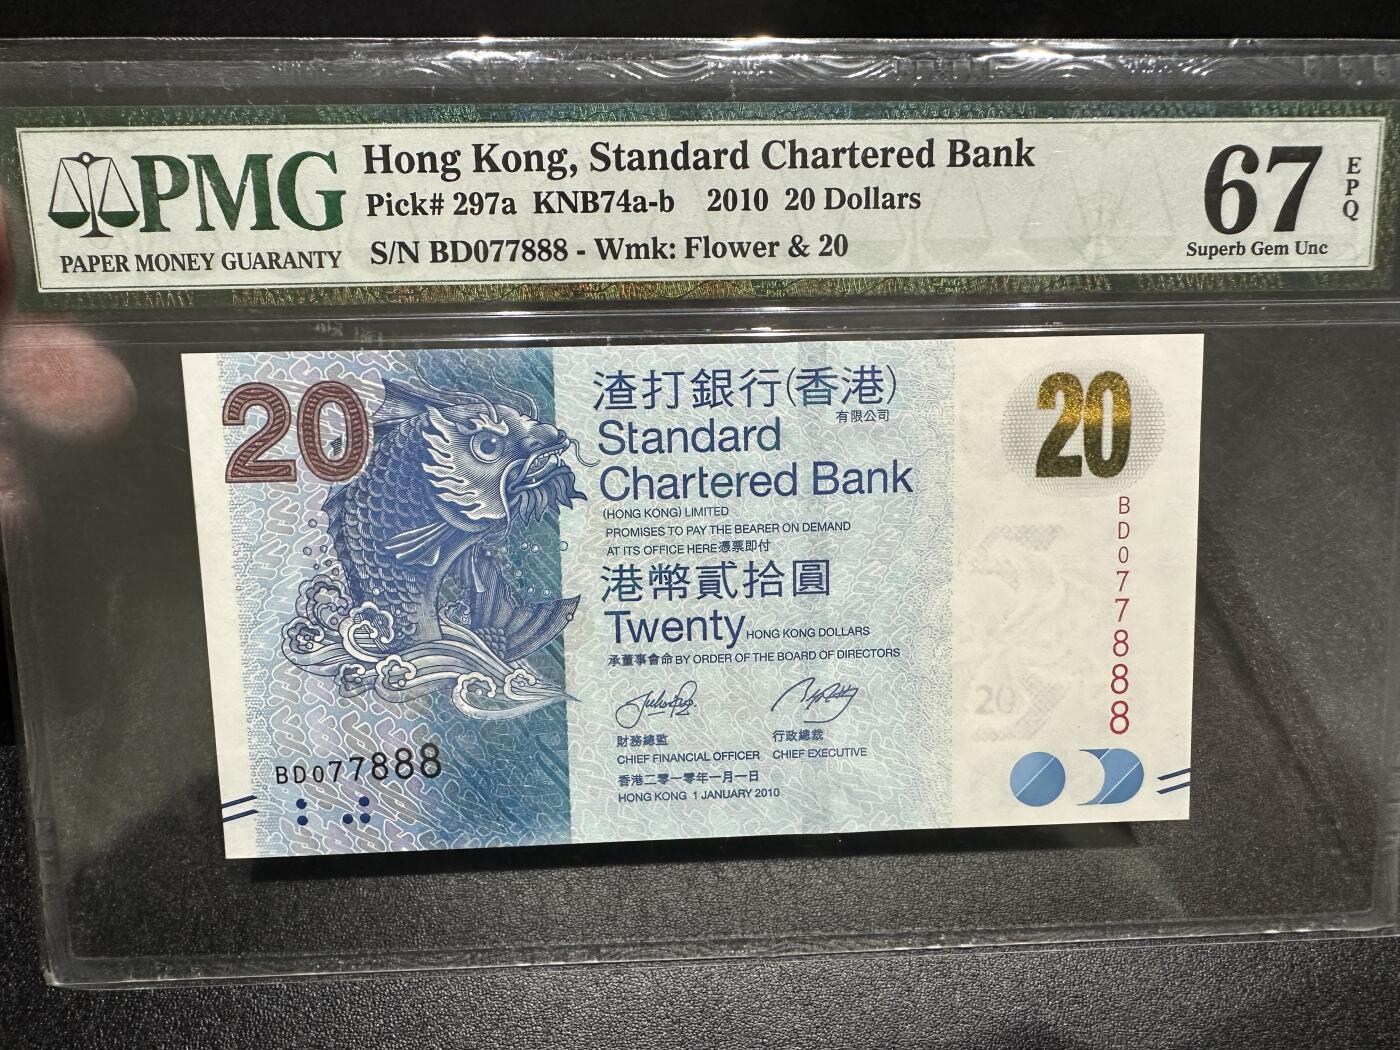 PMG
PAPER MONEY GUARANTY
Hong Kong, Standard Chartered Bank
Pick# 297a KNB74a-b 2010 20 Dollars
S/N BD077888 - Wmk: Flower & 20
67
EPQ
Superb Gem Unc
20
渣打銀行(香港)
有限公司
Standard
Chartered Bank
(HONG KONG) LIMITED
PROMISES TO PAY THE BEARER ON DEMAND
AT ITS OFFICE HERE憑票即付
港幣貳拾圓
Twenty HONG KONG DOLLARS
承董事會命 BY ORDER OF THE BOARD OF DIRECTORS
財務總監
CHIEF FINANCIAL OFFICER
行政總裁
CHIEF EXECUTIVE
香港二零一零年一月一日
HONG KONG 1 JANUARY 2010
BD077888
20
BD077888
20